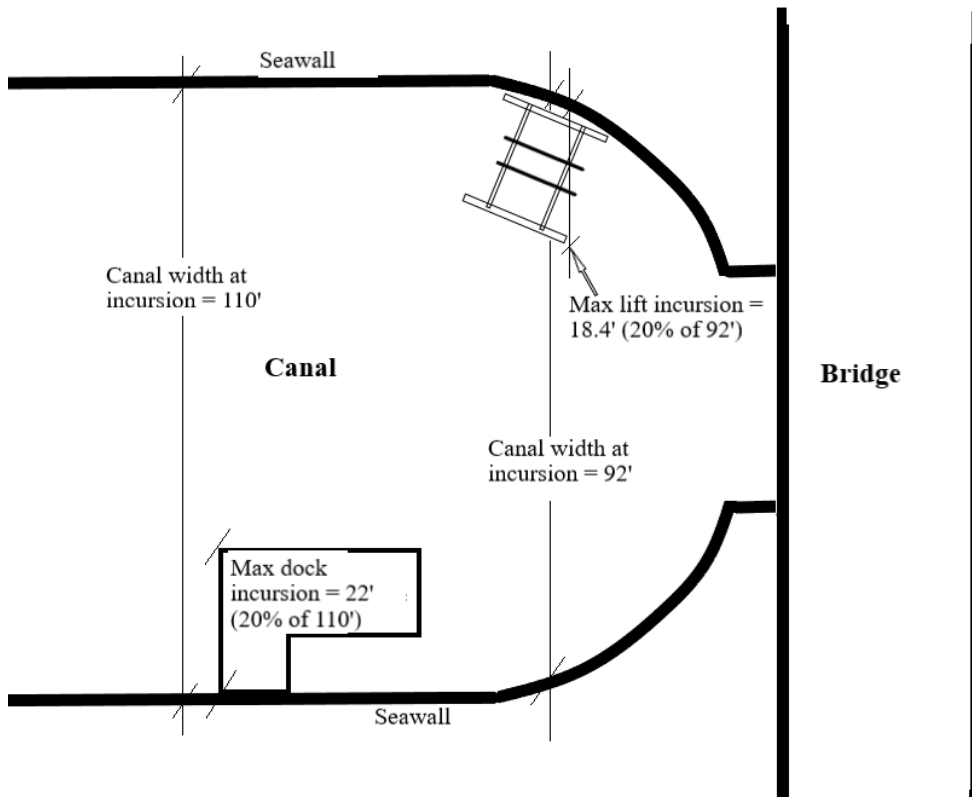 Seawall
Canal width at
incursion = 110'
Max lift incursion =
18.4' (20% of 92')
Canal
Bridge
Canal width at
incursion = 92'
Max dock
incursion = 22'
(20% of 110')
Seawall